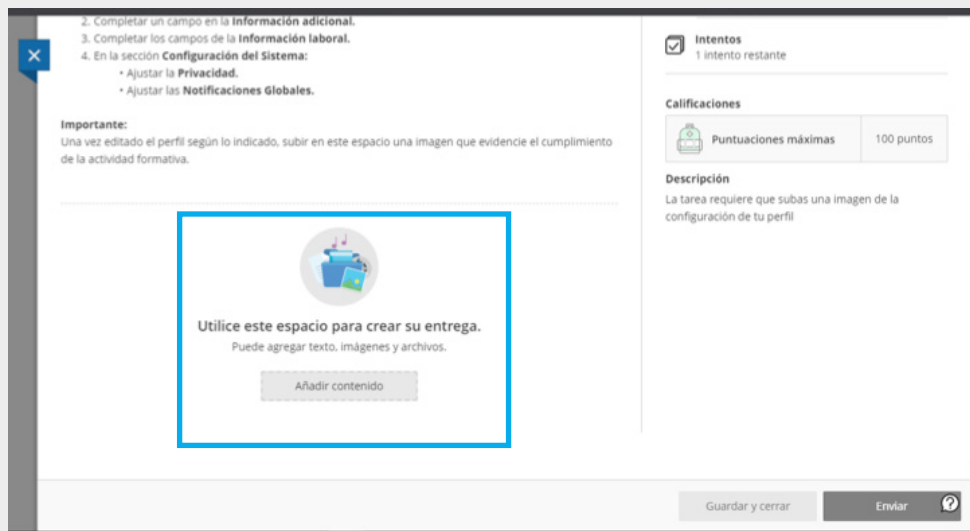 2. Completar un campo en la Información adicional.
3. Completar los campos de la Información laboral.
4. En la sección Configuración del Sistema:
• Ajustar la Privacidad.
• Ajustar las Notificaciones Globales.
Importante:
Una vez editado el perfil según lo indicado, subir en este espacio una imagen que evidencie el cumplimiento
de la actividad formativa.
Utilice este espacio para crear su entrega.
Puede agregar texto, imágenes y archivos.
Añadir contenido
Intentos
1 intento restante
Calificaciones
Puntuaciones máximas
100 puntos
Descripción
La tarea requiere que subas una imagen de la
configuración de tu perfil
Guardar y cerrar
Enviar
?